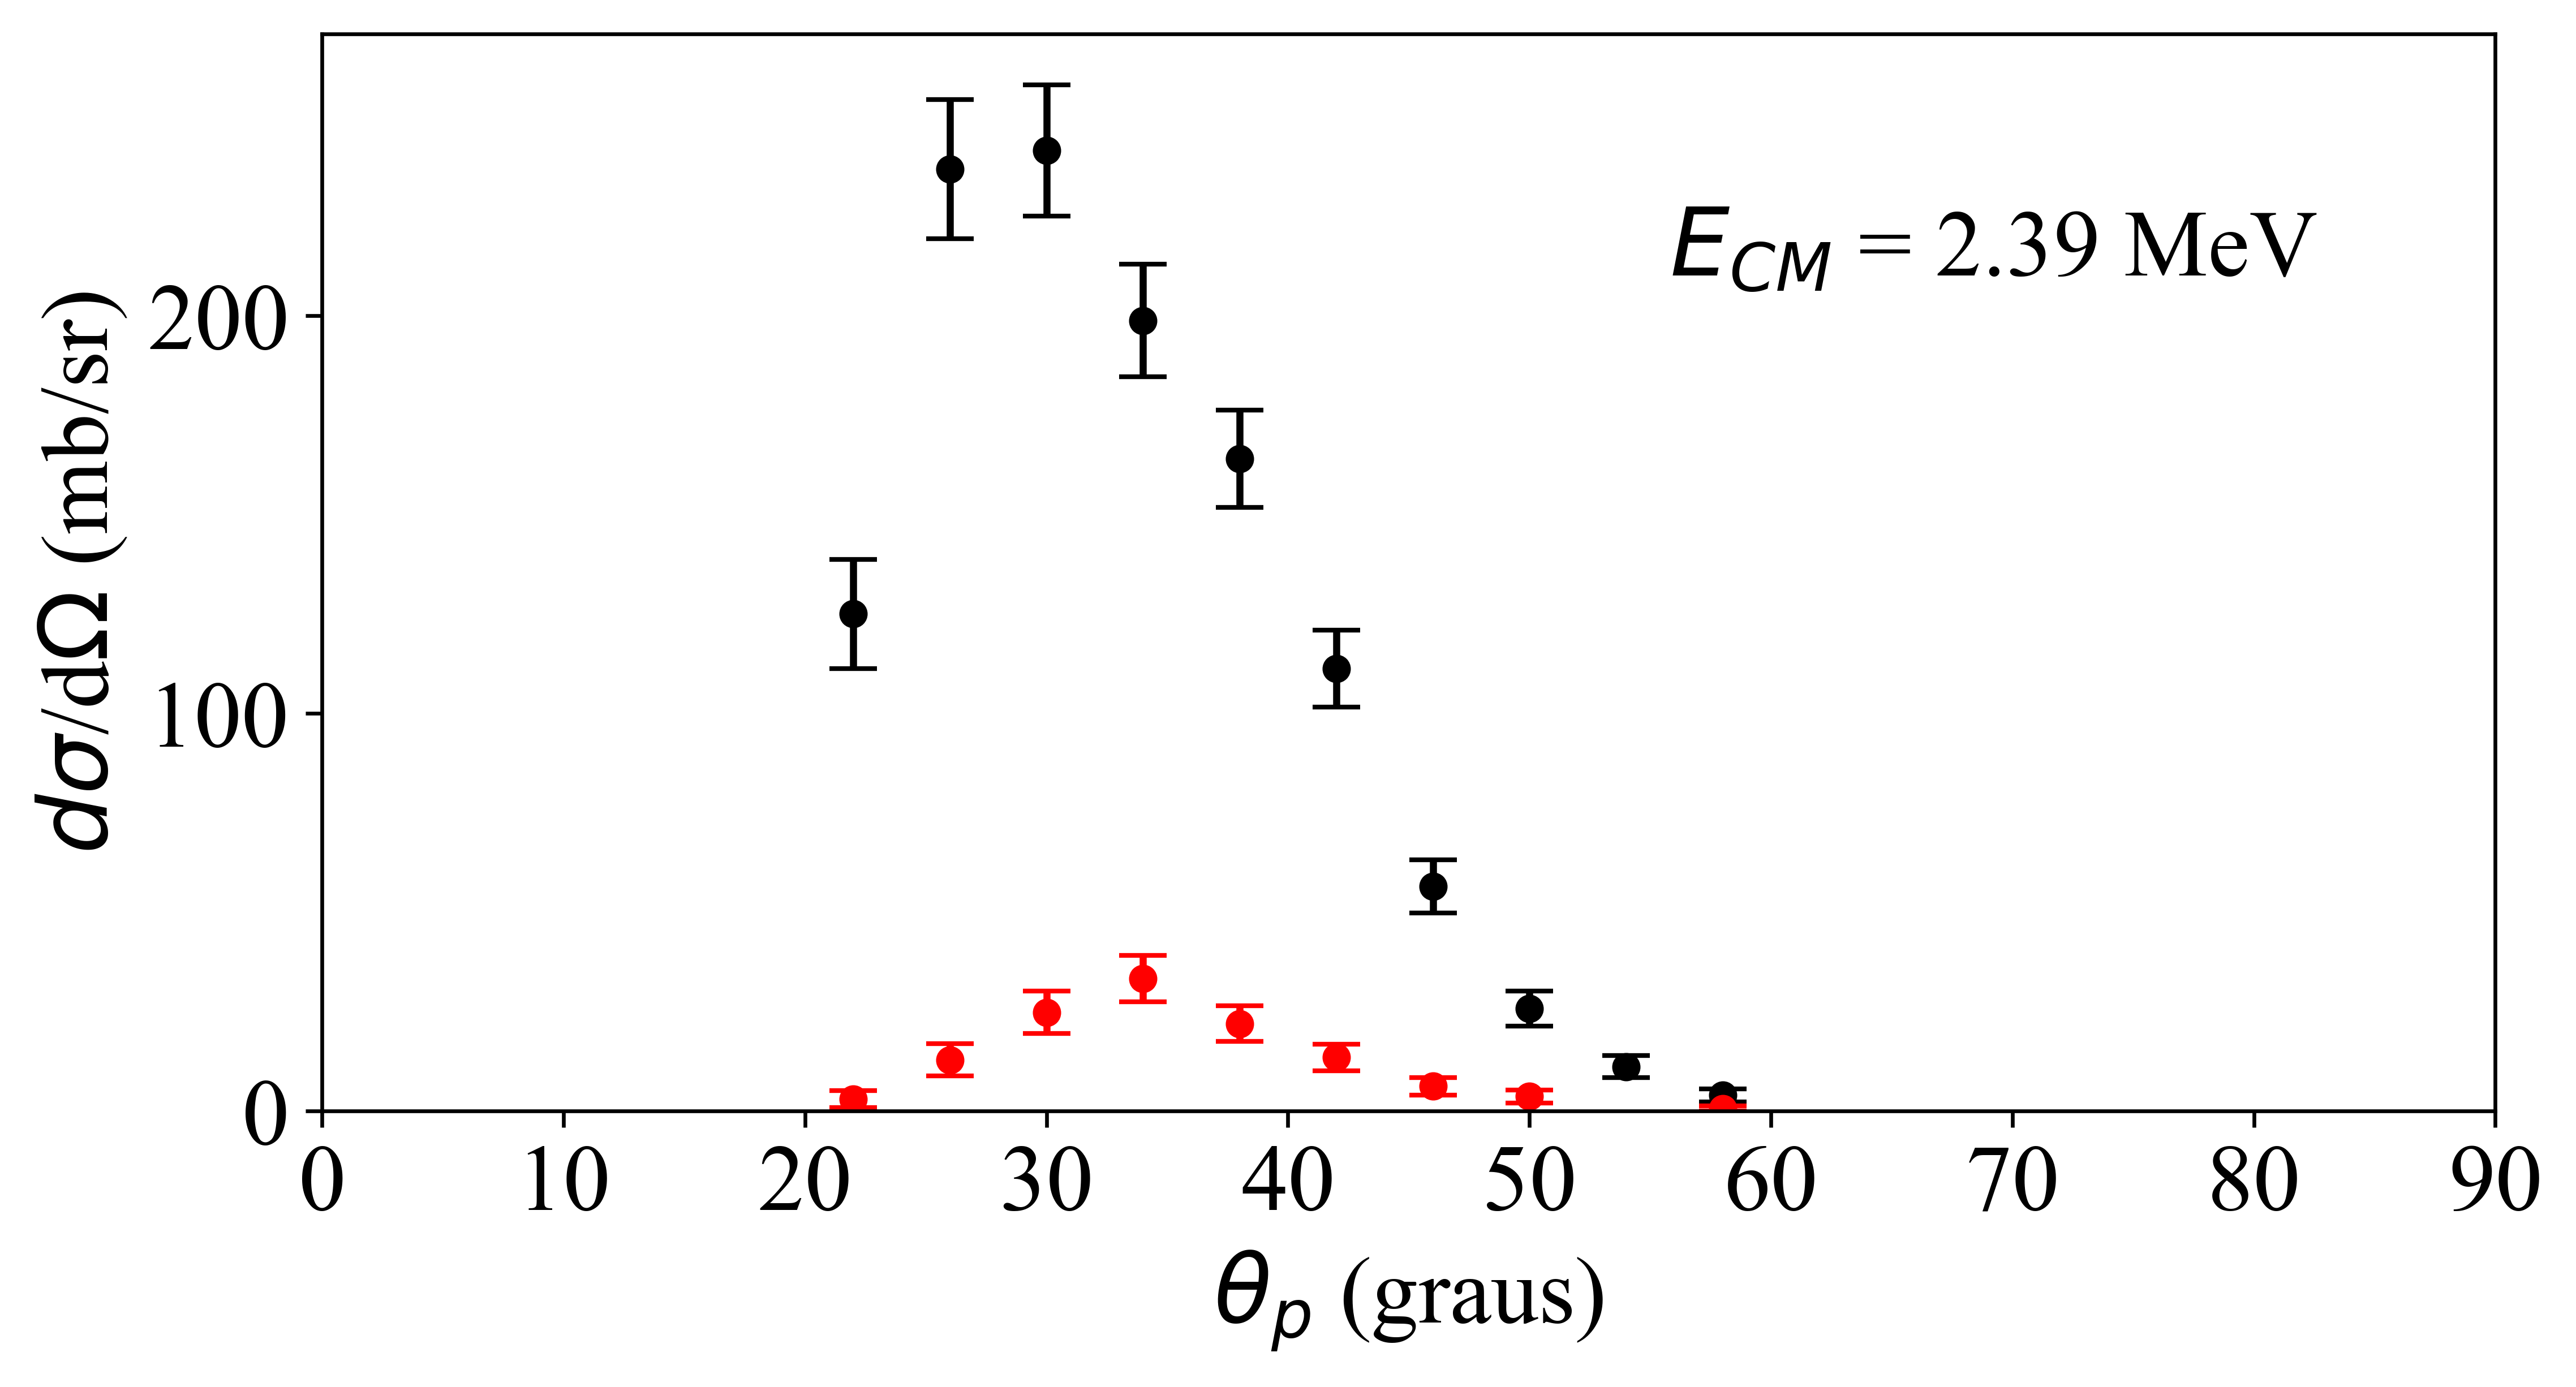 dσ/dΩ (mb/sr)
200
100
0
E_CM = 2.39 MeV
0 10 20 30 40 50 60 70 80 90
θ_p (graus)